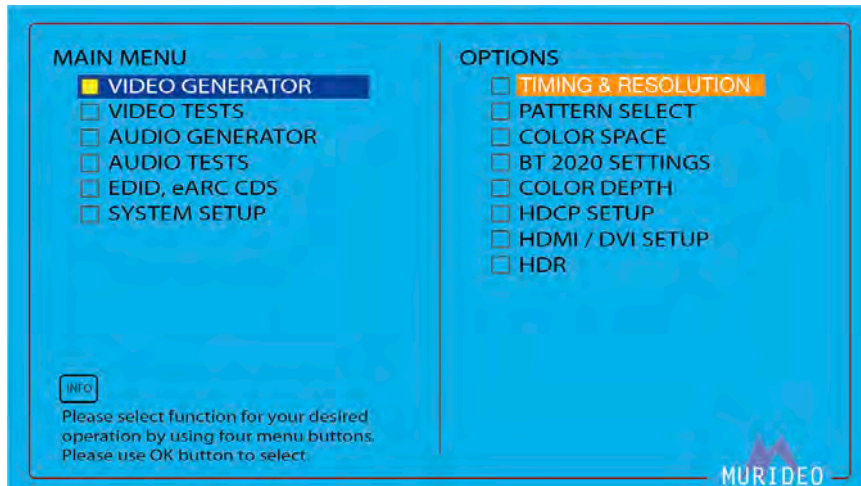 MAIN MENU
VIDEO GENERATOR
VIDEO TESTS
AUDIO GENERATOR
AUDIO TESTS
EDID, eARC CDS
SYSTEM SETUP
INFO
Please select function for your desired
operation by using four menu buttons.
Please use OK button to select.
OPTIONS
TIMING & RESOLUTION
PATTERN SELECT
COLOR SPACE
BT 2020 SETTINGS
COLOR DEPTH
HDCP SETUP
HDMI / DVI SETUP
HDR
MURIDEO